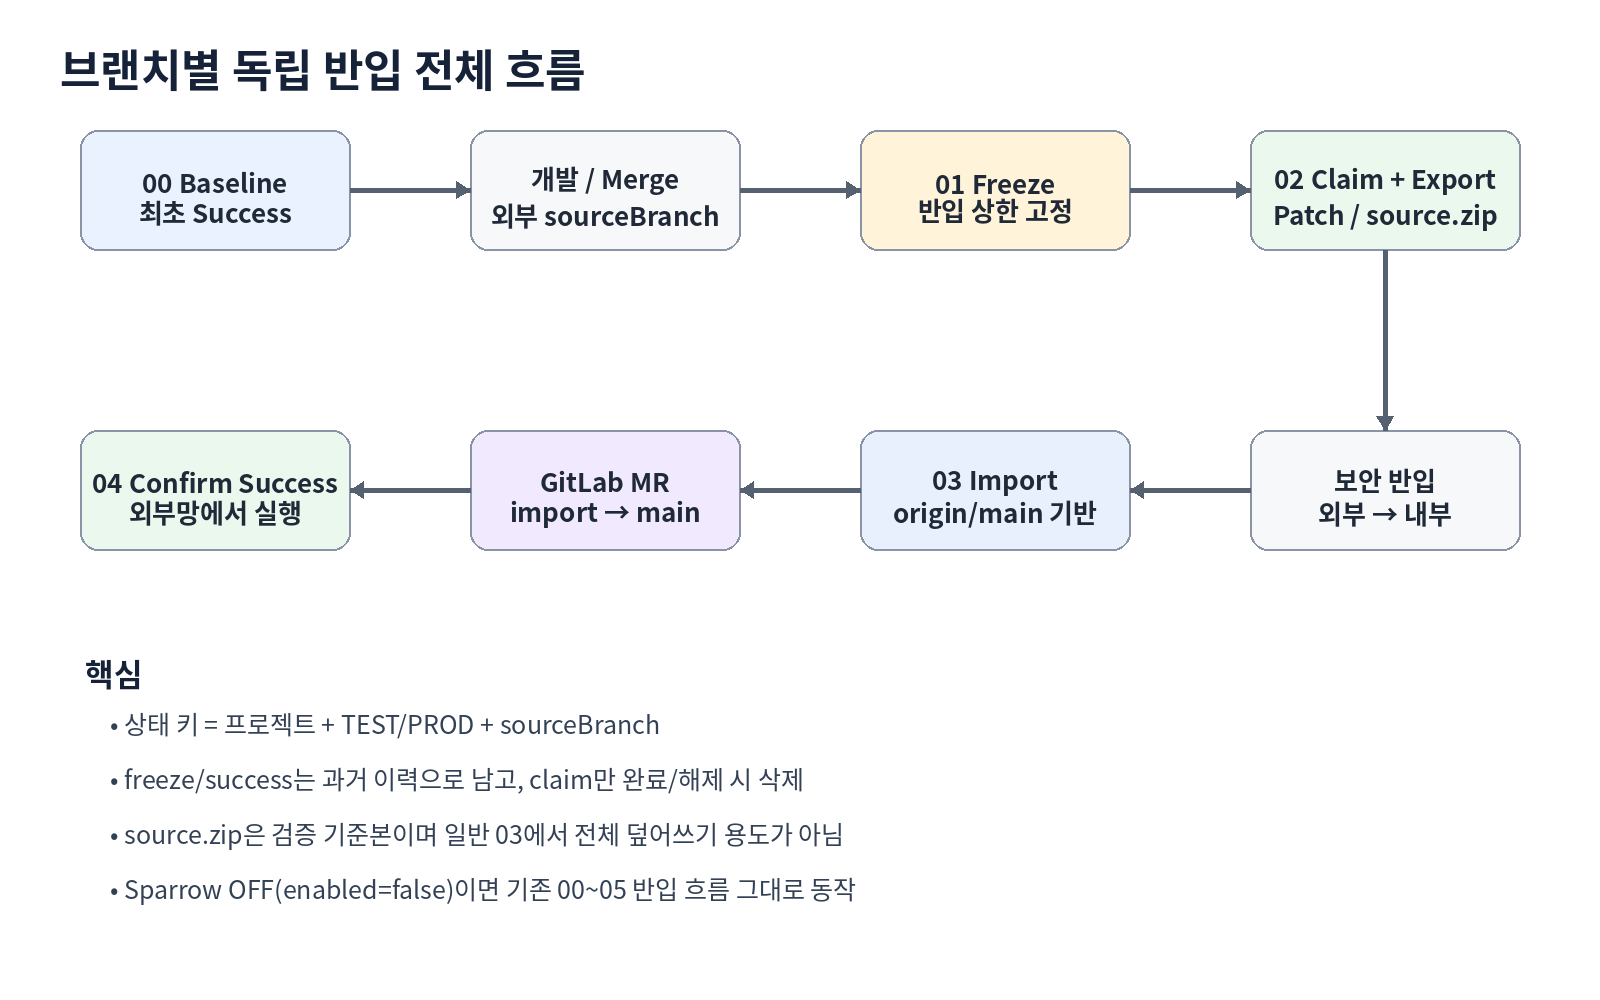 브랜치별 독립 반입 전체 흐름
00 Baseline
최초 Success
개발 / Merge
외부 sourceBranch
01 Freeze
반입 상한 고정
02 Claim + Export
Patch / source.zip
04 Confirm Success
외부망에서 실행
GitLab MR
import → main
03 Import
origin/main 기반
보안 반입
외부 → 내부
핵심
• 상태 키 = 프로젝트 + TEST/PROD + sourceBranch
• freeze/success는 과거 이력으로 남고, claim만 완료/해제 시 삭제
• source.zip은 검증 기준본이며 일반 03에서 전체 덮어쓰기 용도가 아님
• Sparrow OFF(enabled=false)이면 기존 00~05 반입 흐름 그대로 동작